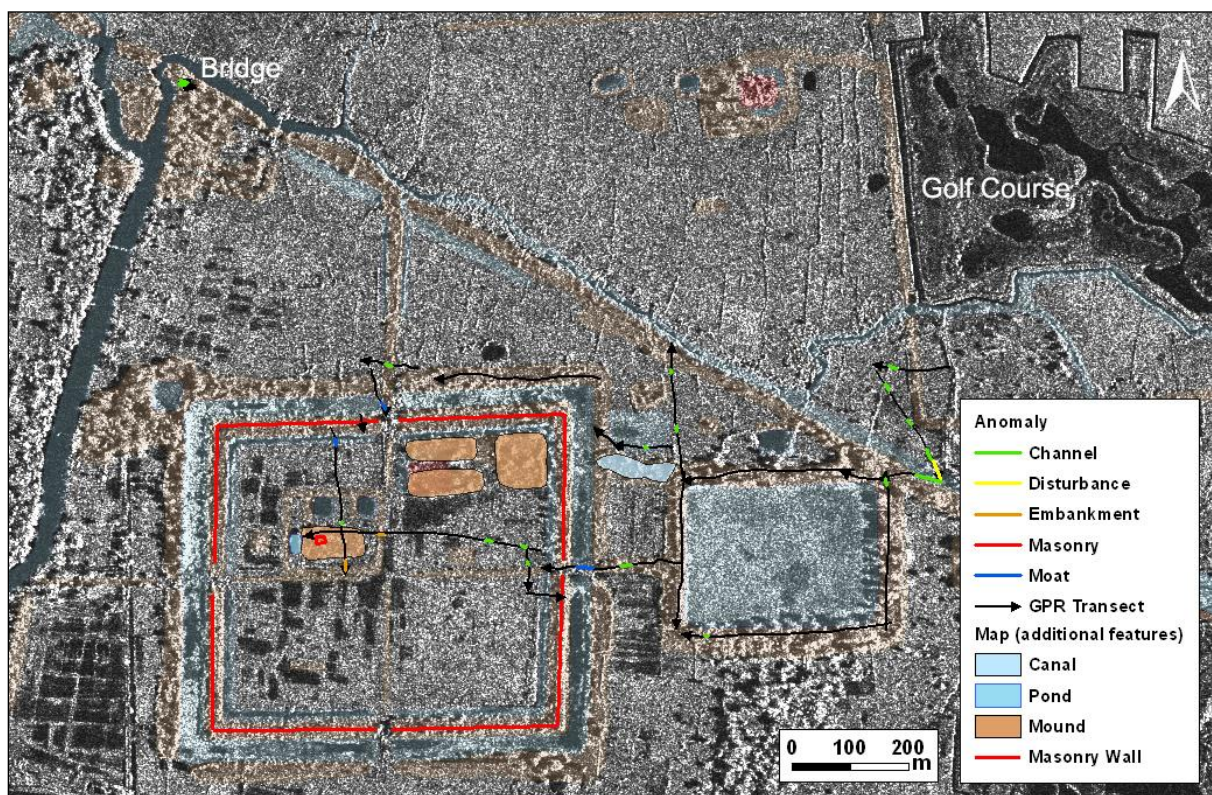 Bridge
Golf Course
Anomaly
Channel
Disturbance
Embankment
Masonry
Moat
GPR Transect
Map (additional features)
Canal
Pond
Mound
Masonry Wall
0 100 200
m